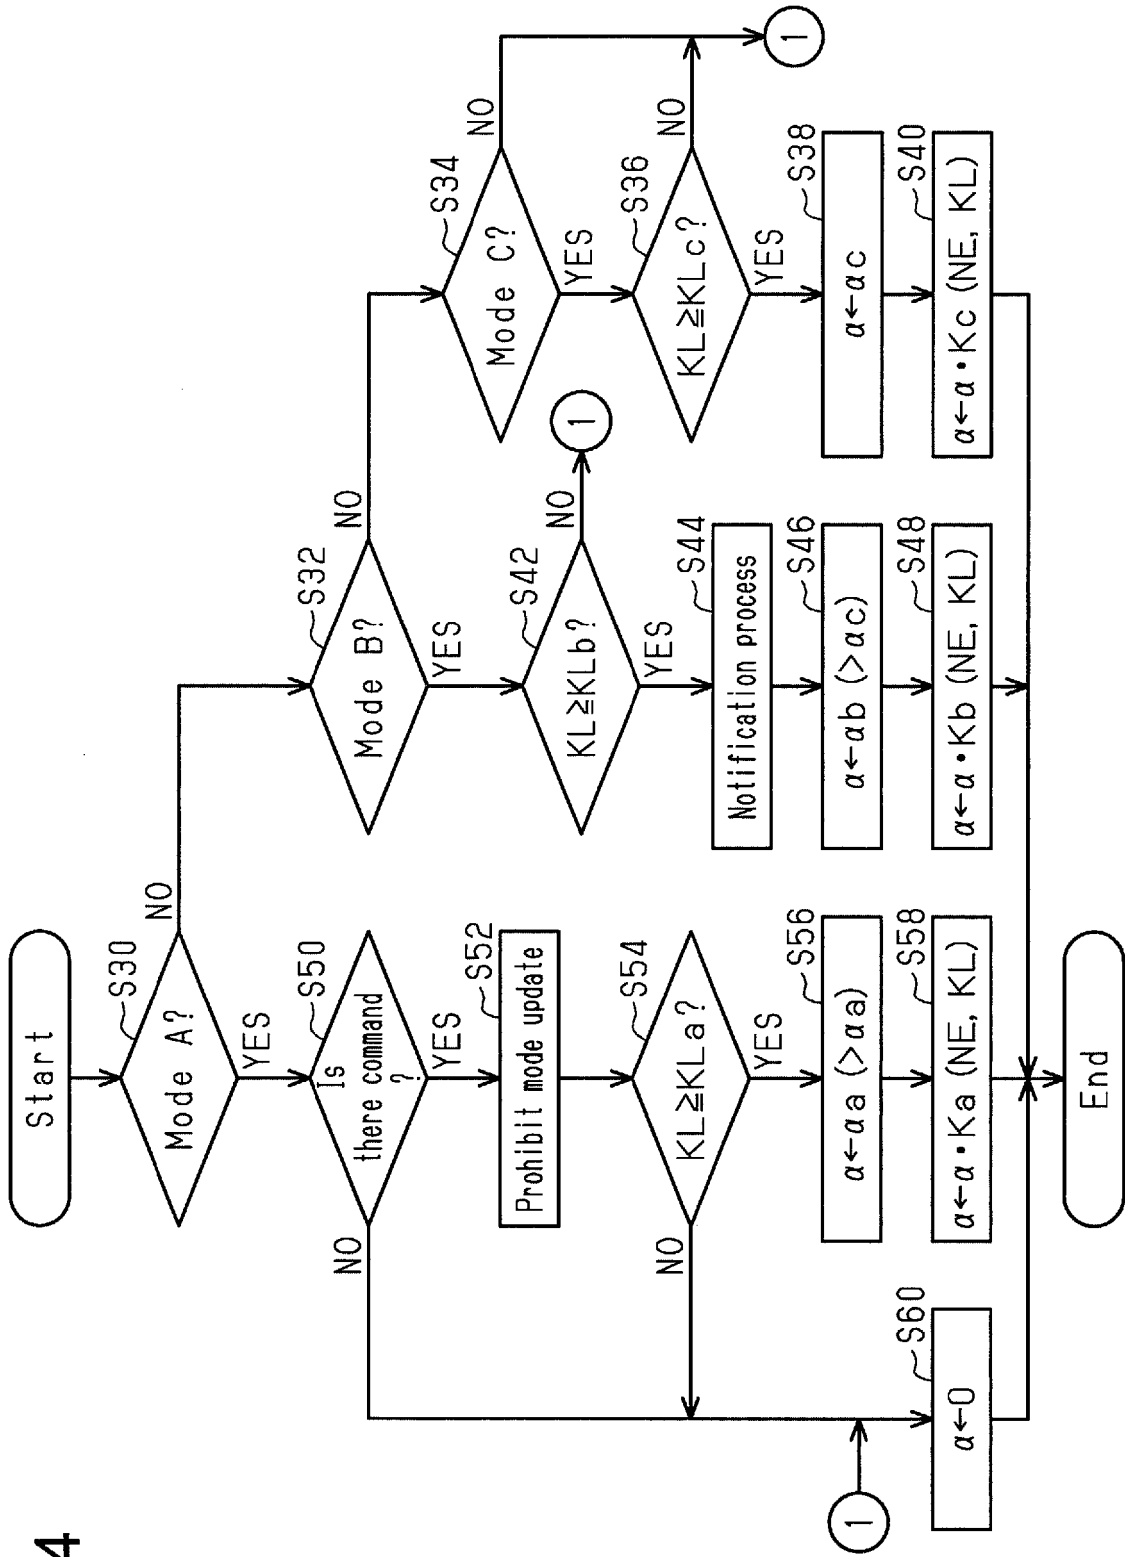 4
Start
S30
Mode A?
NO
YES
S32
Mode B?
NO
YES
S34
Mode C?
NO
YES
S50
Is
there command
?
NO
YES
S42
KL≧KLb?
NO
YES
1
S36
KL≧KLc?
NO
YES
1
S52
Prohibit mode update
S54
KL≧KLa?
NO
YES
S44
Notification process
S56
α←αa (>αa)
S46
α←αb (>αc)
S38
α←αc
1
S60
α←0
S58
α←α•Ka (NE, KL)
S48
α←α•Kb (NE, KL)
S40
α←α•Kc (NE, KL)
End